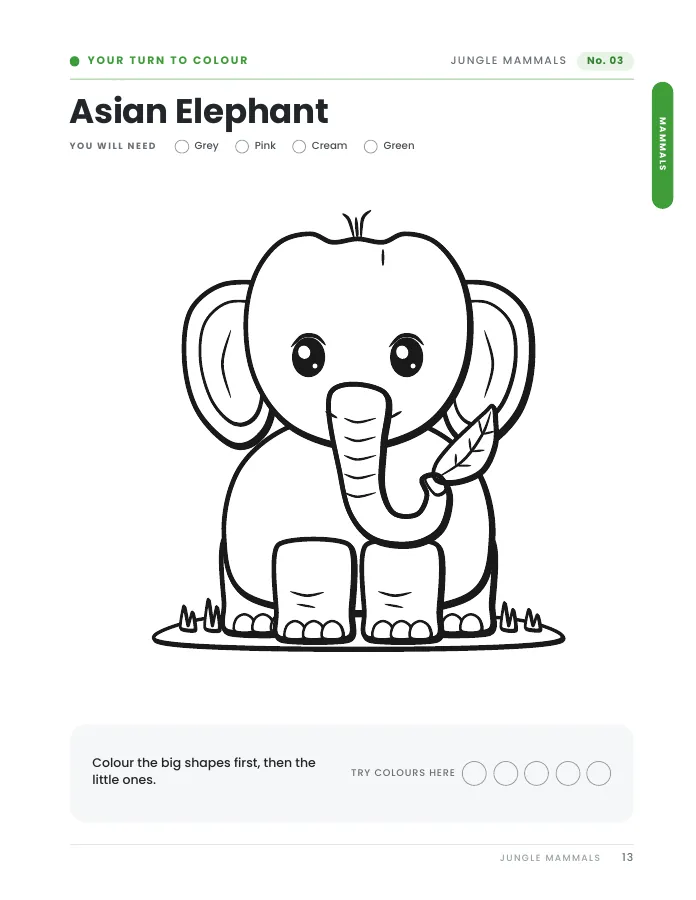 YOUR TURN TO COLOUR
JUNGLE MAMMALS No. 03
MAMMALS
Asian Elephant
YOU WILL NEED Grey Pink Cream Green
Colour the big shapes first, then the
little ones.
TRY COLOURS HERE
JUNGLE MAMMALS 13